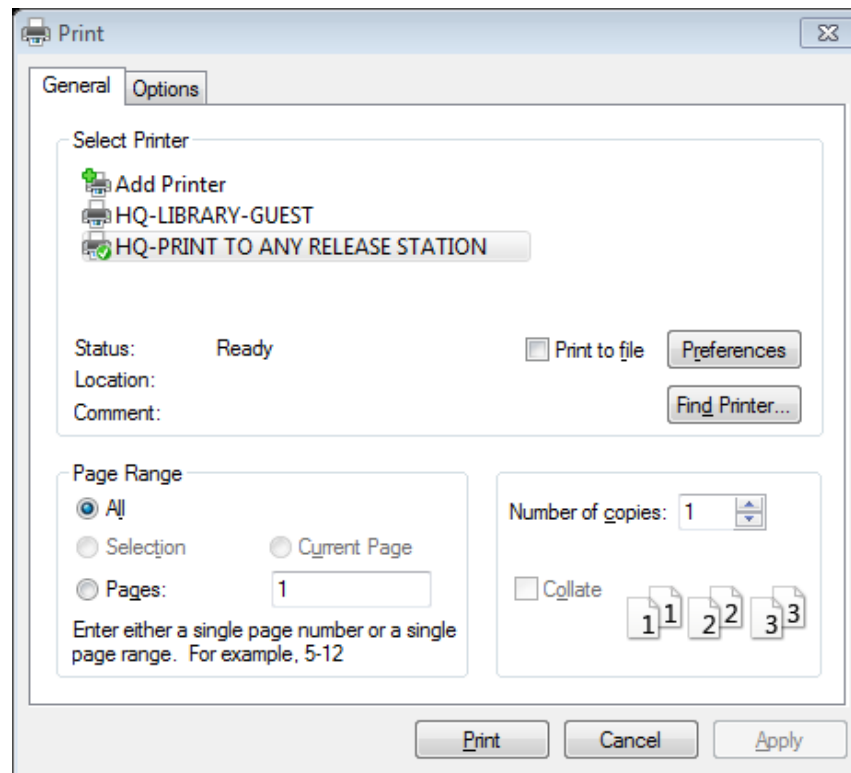 Print
General Options
Select Printer
Add Printer
HQ-LIBRARY-GUEST
HQ-PRINT TO ANY RELEASE STATION
Status: Ready Print to file Preferences
Location:
Comment: Find Printer...
Page Range
All
Selection Current Page
Pages: 1
Enter either a single page number or a single
page range. For example, 5-12
Number of copies: 1
Collate
1 1 2 2 3 3
Print Cancel Apply